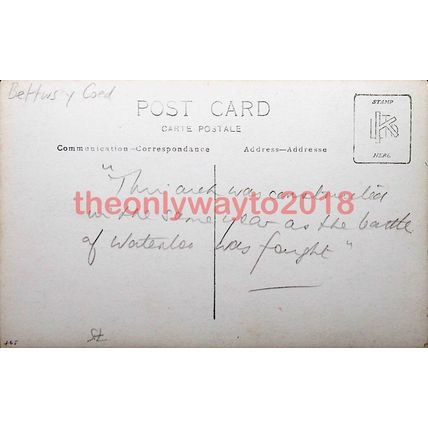 Bettws y Coed
POST CARD
CARTE POSTALE
STAMP
HERE
Communication-Correspondance
Address-Addresse
"This arch was constructed
in the same year as the battle
of Waterloo was fought"
theonlywayto2018